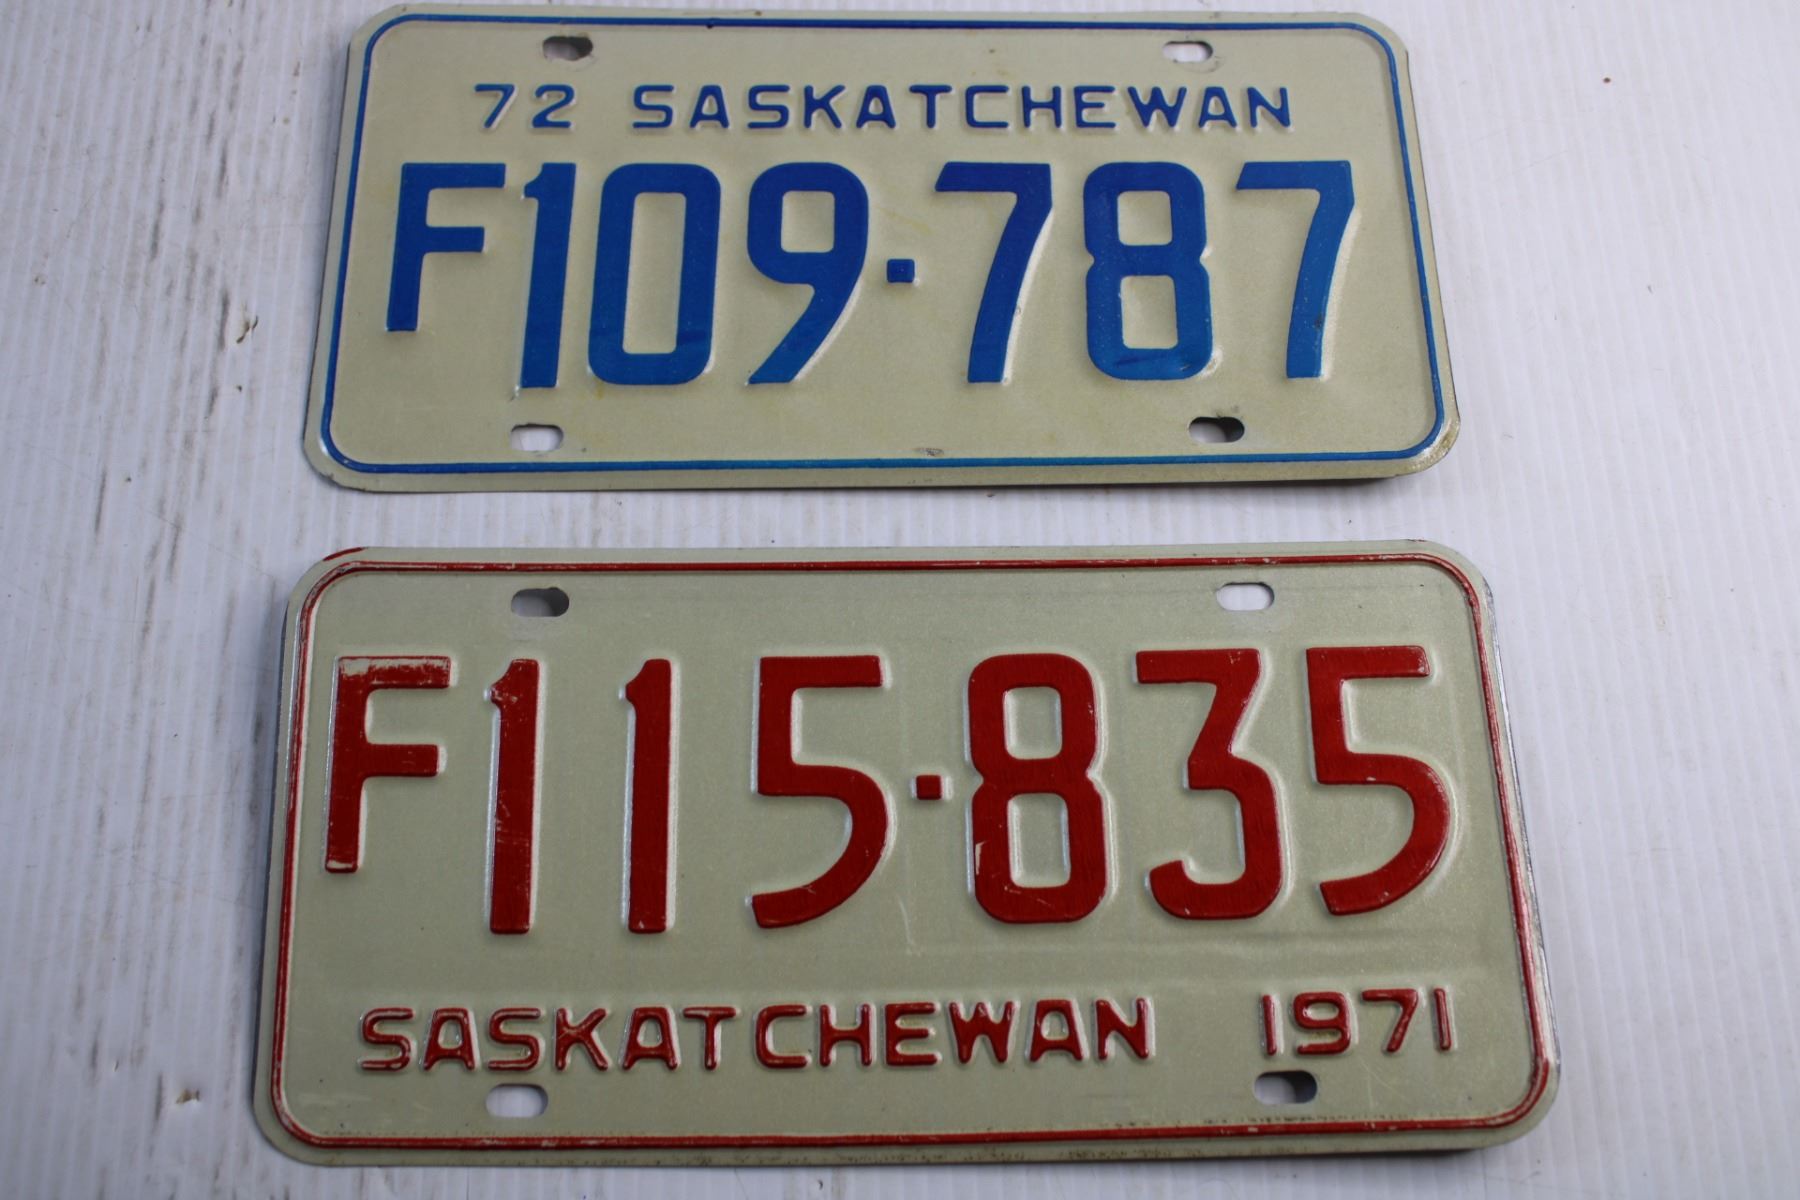 72 SASKATCHEWAN
F109·787
F115·835
SASKATCHEWAN 1971